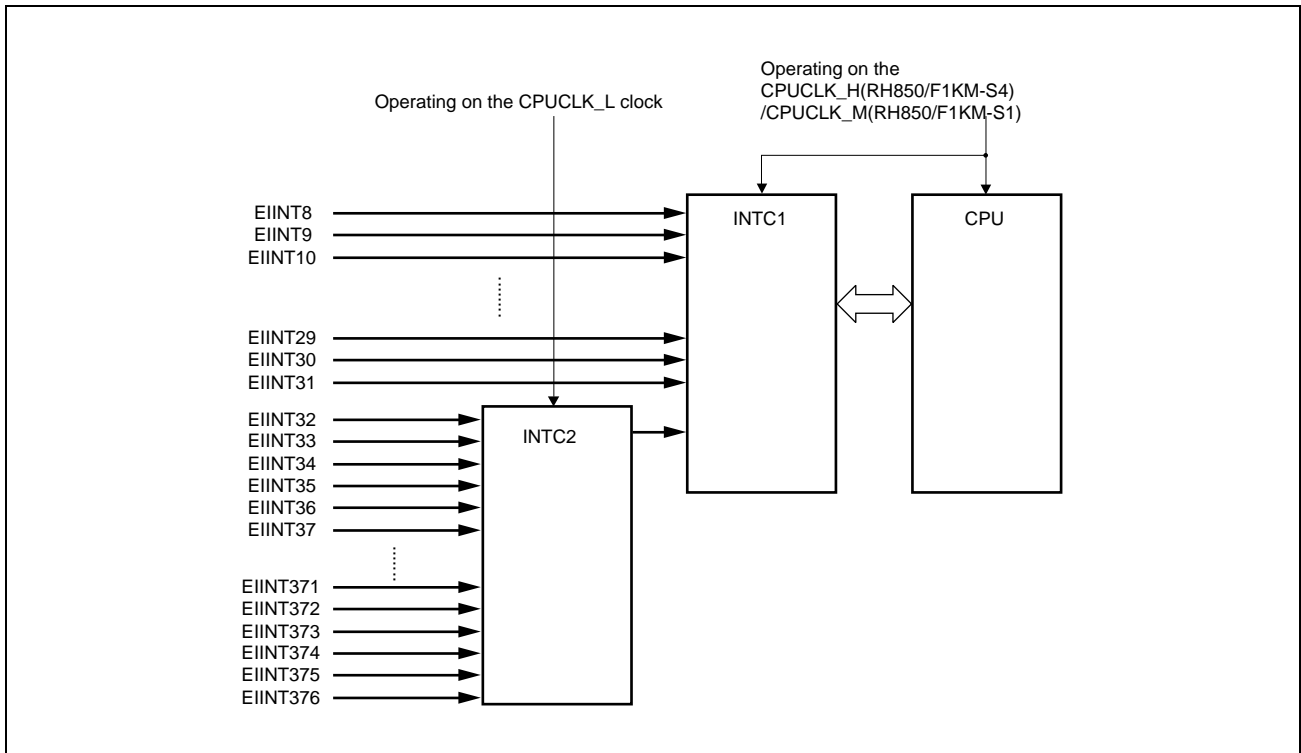 Operating on the
CPUCLK_H(RH850/F1KM-S4)
/CPUCLK_M(RH850/F1KM-S1)
Operating on the CPUCLK_L clock
EIINT8
EIINT9
EIINT10
EIINT29
EIINT30
EIINT31
INTC1
CPU
EIINT32
EIINT33
EIINT34
EIINT35
EIINT36
EIINT37
INTC2
EIINT371
EIINT372
EIINT373
EIINT374
EIINT375
EIINT376